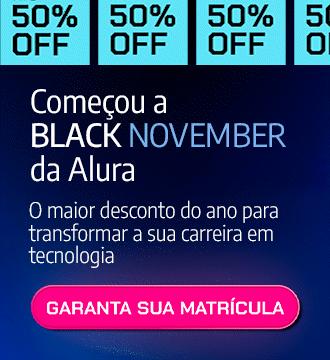 50% 50% 50%
OFF OFF OFF
Começou a
BLACK NOVEMBER
da Alura
O maior desconto do ano para
transformar a sua carreira em
tecnologia
GARANTA SUA MATRÍCULA